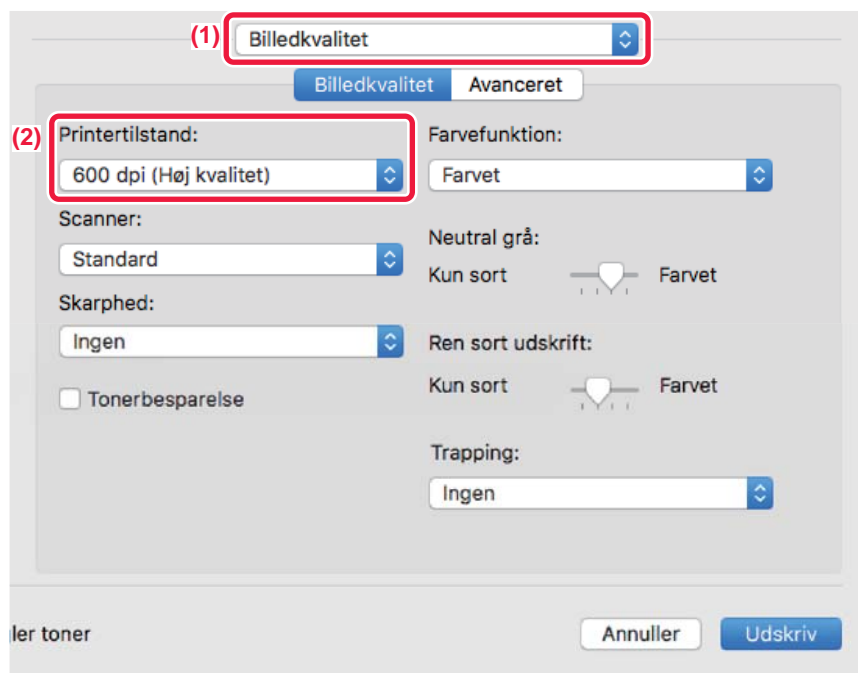 (1) Billedkvalitet
Billedkvalitet Avanceret
(2) Printertilstand:
600 dpi (Høj kvalitet)
Scanner:
Standard
Skarphed:
Ingen
Tonerbesparelse
Farvefunktion:
Farvet
Neutral grå:
Kun sort Farvet
Ren sort udskrift:
Kun sort Farvet
Trapping:
Ingen
ler toner
Annuller Udskriv